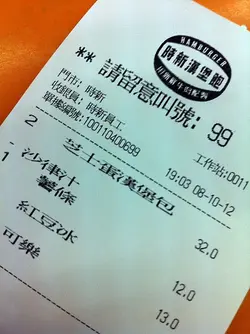 HAMBURGER
時新漢堡飽
** 請留意叫號: 99
門市: 時新
收銀員: 時新員工
單據編號:100110400699
工作站:0011
19:03 08-10-12
2 芝士蛋漢堡包 32.0
1 沙律汁
薯條 12.0
紅豆冰 13.0
可樂